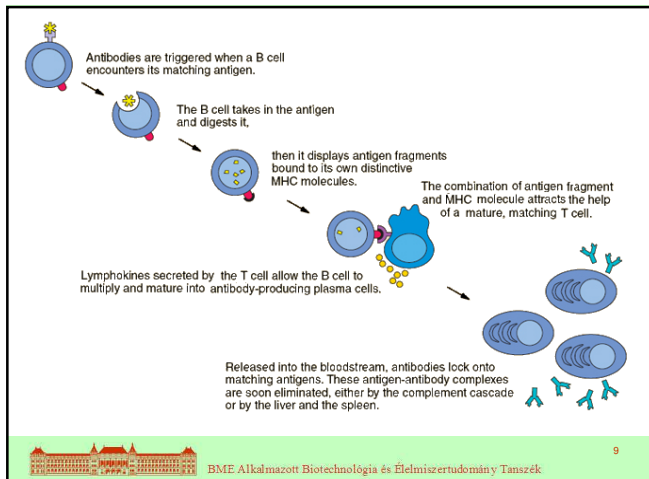 Antibodies are triggered when a B cell
encounters its matching antigen.
The B cell takes in the antigen
and digests it,
then it displays antigen fragments
bound to its own distinctive
MHC molecules.
The combination of antigen fragment
and MHC molecule attracts the help
of a mature, matching T cell.
Lymphokines secreted by the T cell allow the B cell to
multiply and mature into antibody-producing plasma cells.
Released into the bloodstream, antibodies lock onto
matching antigens. These antigen-antibody complexes
are soon eliminated, either by the complement cascade
or by the liver and the spleen.
9
BME Alkalmazott Biotechnológia és Élelmiszertudomány Tanszék